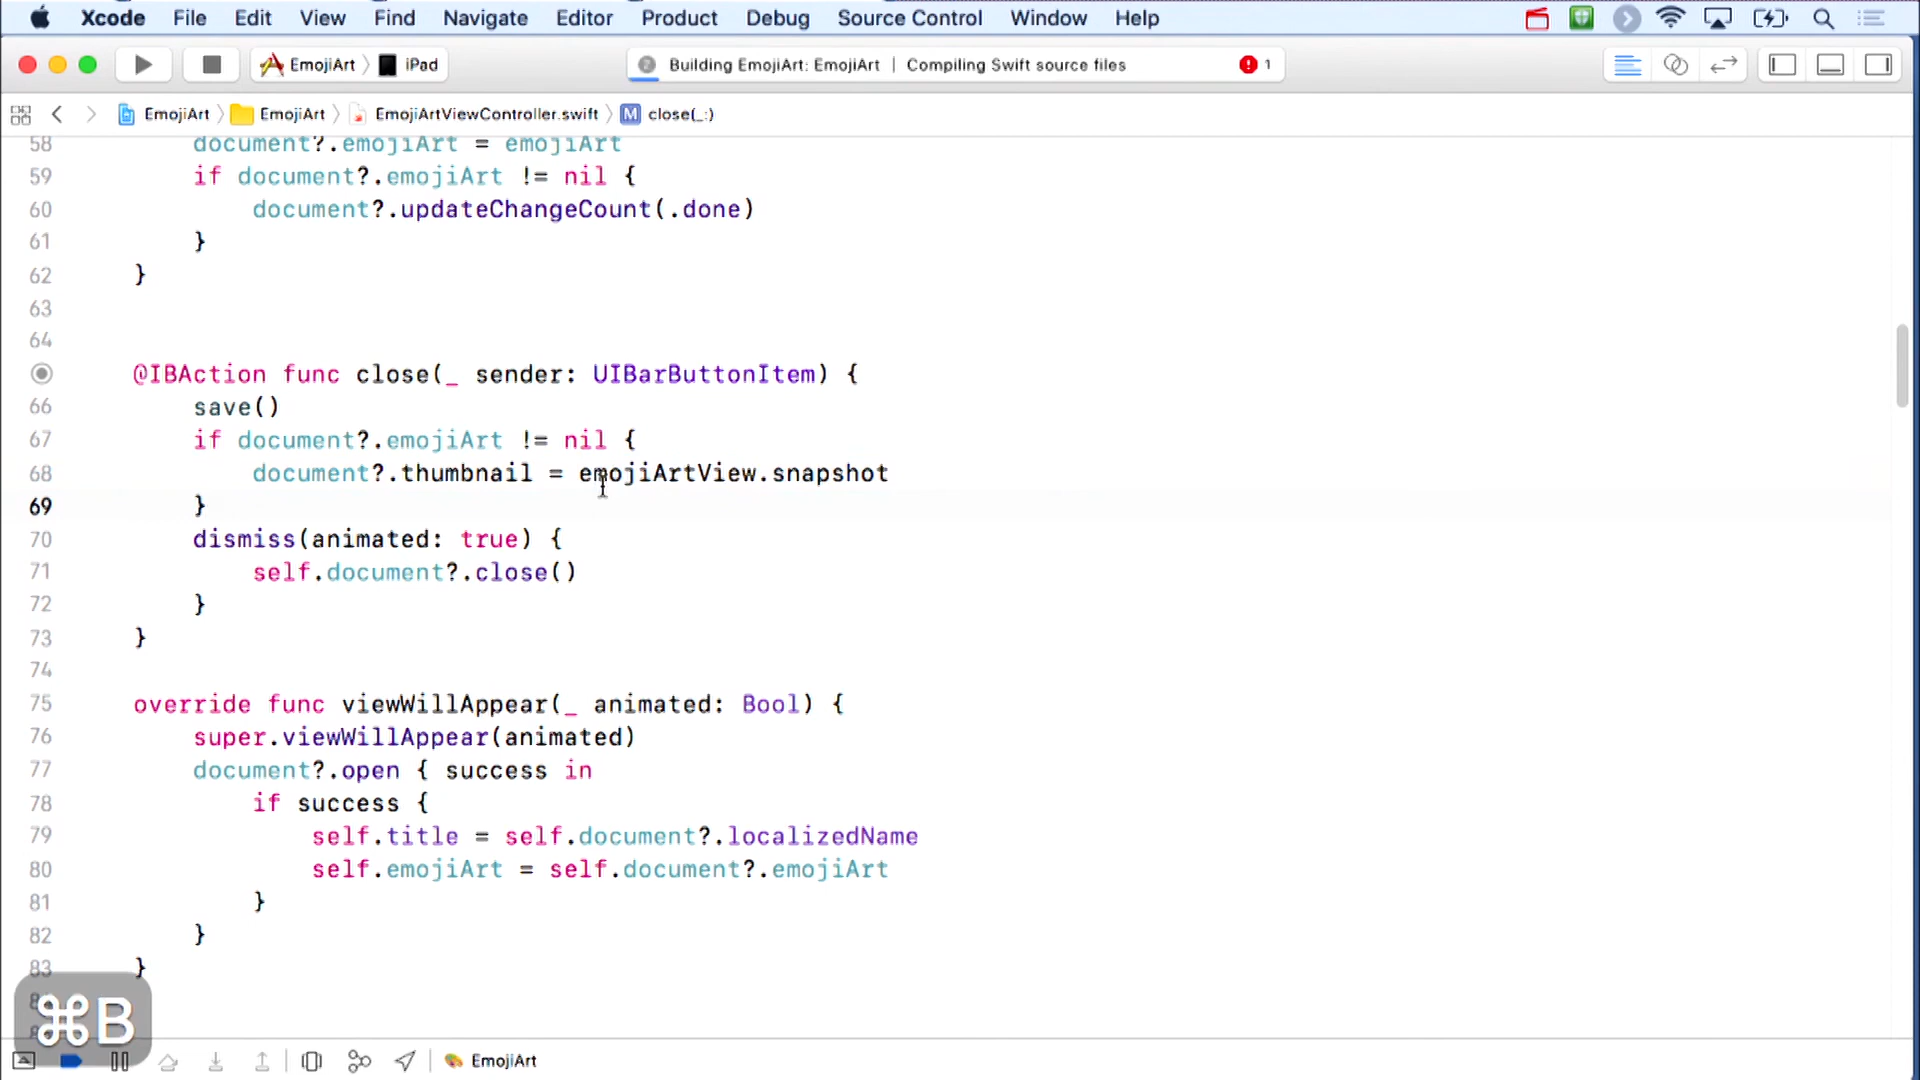 Xcode File Edit View Find Navigate Editor Product Debug Source Control Window Help
EmojiArt iPad Building EmojiArt: EmojiArt | Compiling Swift source files 1
EmojiArt EmojiArt EmojiArtViewController.swift M close(_:)
58 document?.emojiArt = emojiArt
59 if document?.emojiArt != nil {
60 document?.updateChangeCount(.done)
61 }
62 }
63
64
@IBAction func close(_ sender: UIBarButtonItem) {
66 save()
67 if document?.emojiArt != nil {
68 document?.thumbnail = emojiArtView.snapshot
69 }
70 dismiss(animated: true) {
71 self.document?.close()
72 }
73 }
74
75 override func viewWillAppear(_ animated: Bool) {
76 super.viewWillAppear(animated)
77 document?.open { success in
78 if success {
79 self.title = self.document?.localizedName
80 self.emojiArt = self.document?.emojiArt
81 }
82 }
83 }
⌘B
EmojiArt